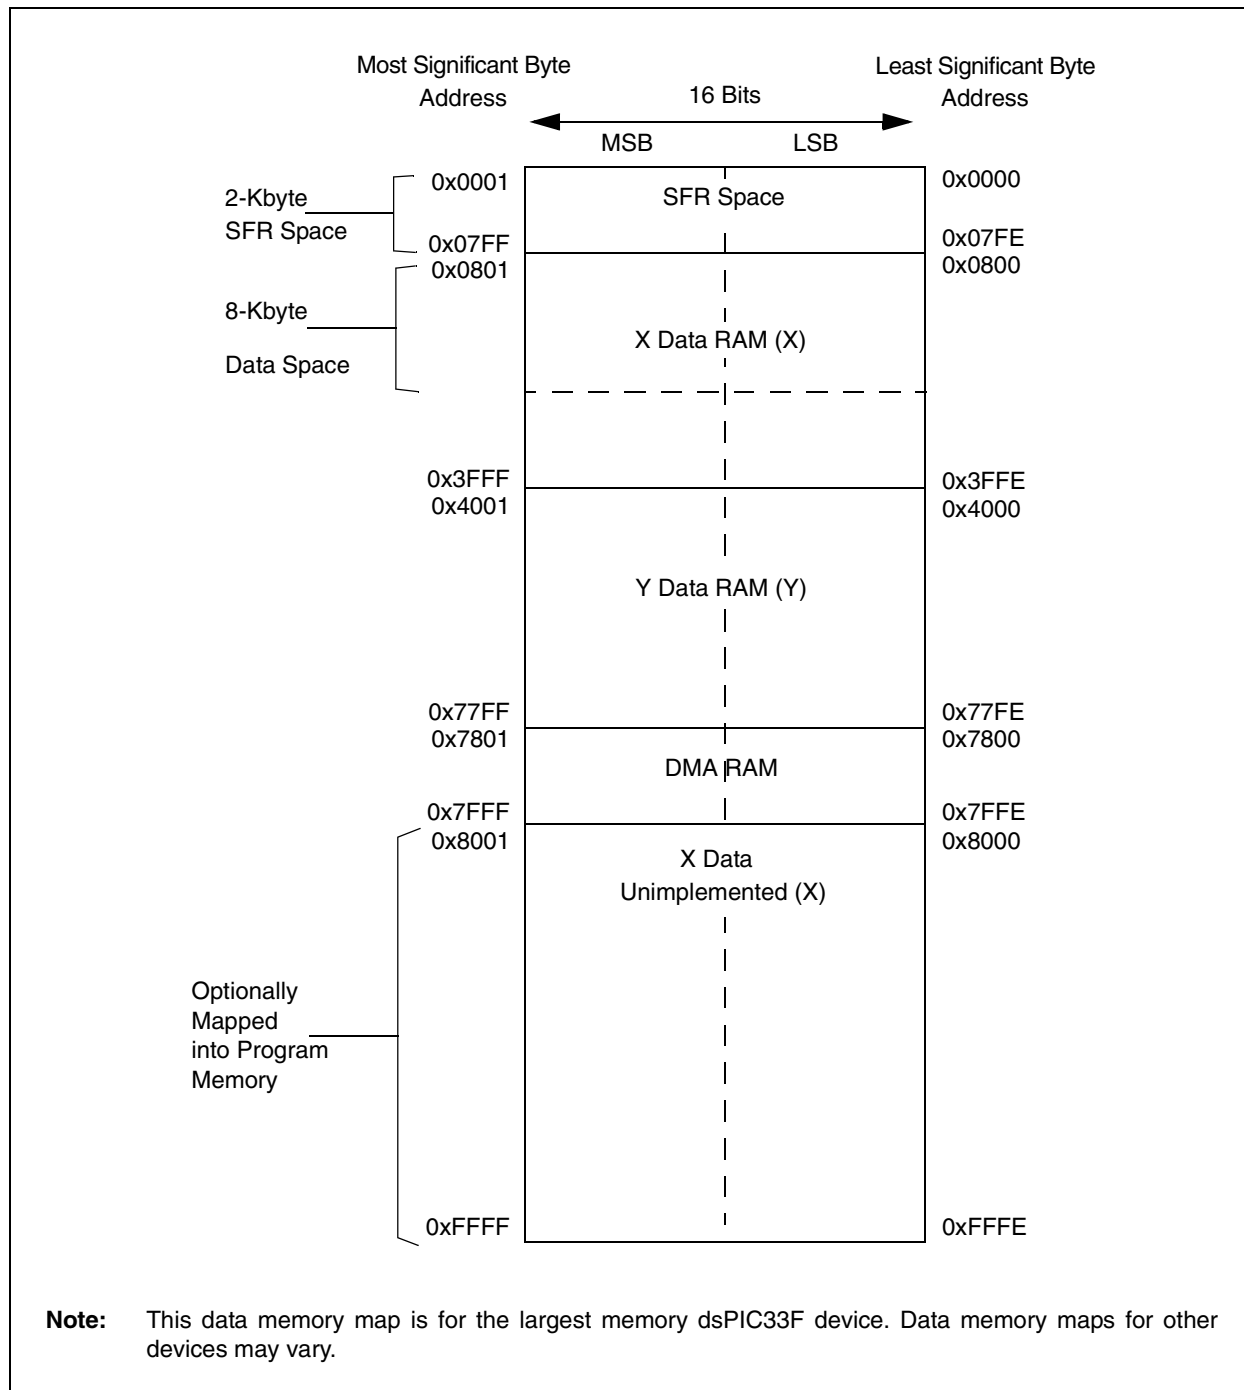 Most Significant Byte
Address
16 Bits
Least Significant Byte
Address
MSB
LSB
0x0001
SFR Space
0x0000
2-Kbyte
SFR Space
0x07FF
0x07FE
0x0801
0x0800
8-Kbyte
Data Space
X Data RAM (X)
0x3FFF
0x3FFE
0x4001
0x4000
Y Data RAM (Y)
0x77FF
0x77FE
0x7801
0x7800
DMA RAM
0x7FFF
0x7FFE
0x8001
0x8000
X Data
Unimplemented (X)
Optionally
Mapped
into Program
Memory
0xFFFF
0xFFFE
Note: This data memory map is for the largest memory dsPIC33F device. Data memory maps for other
devices may vary.